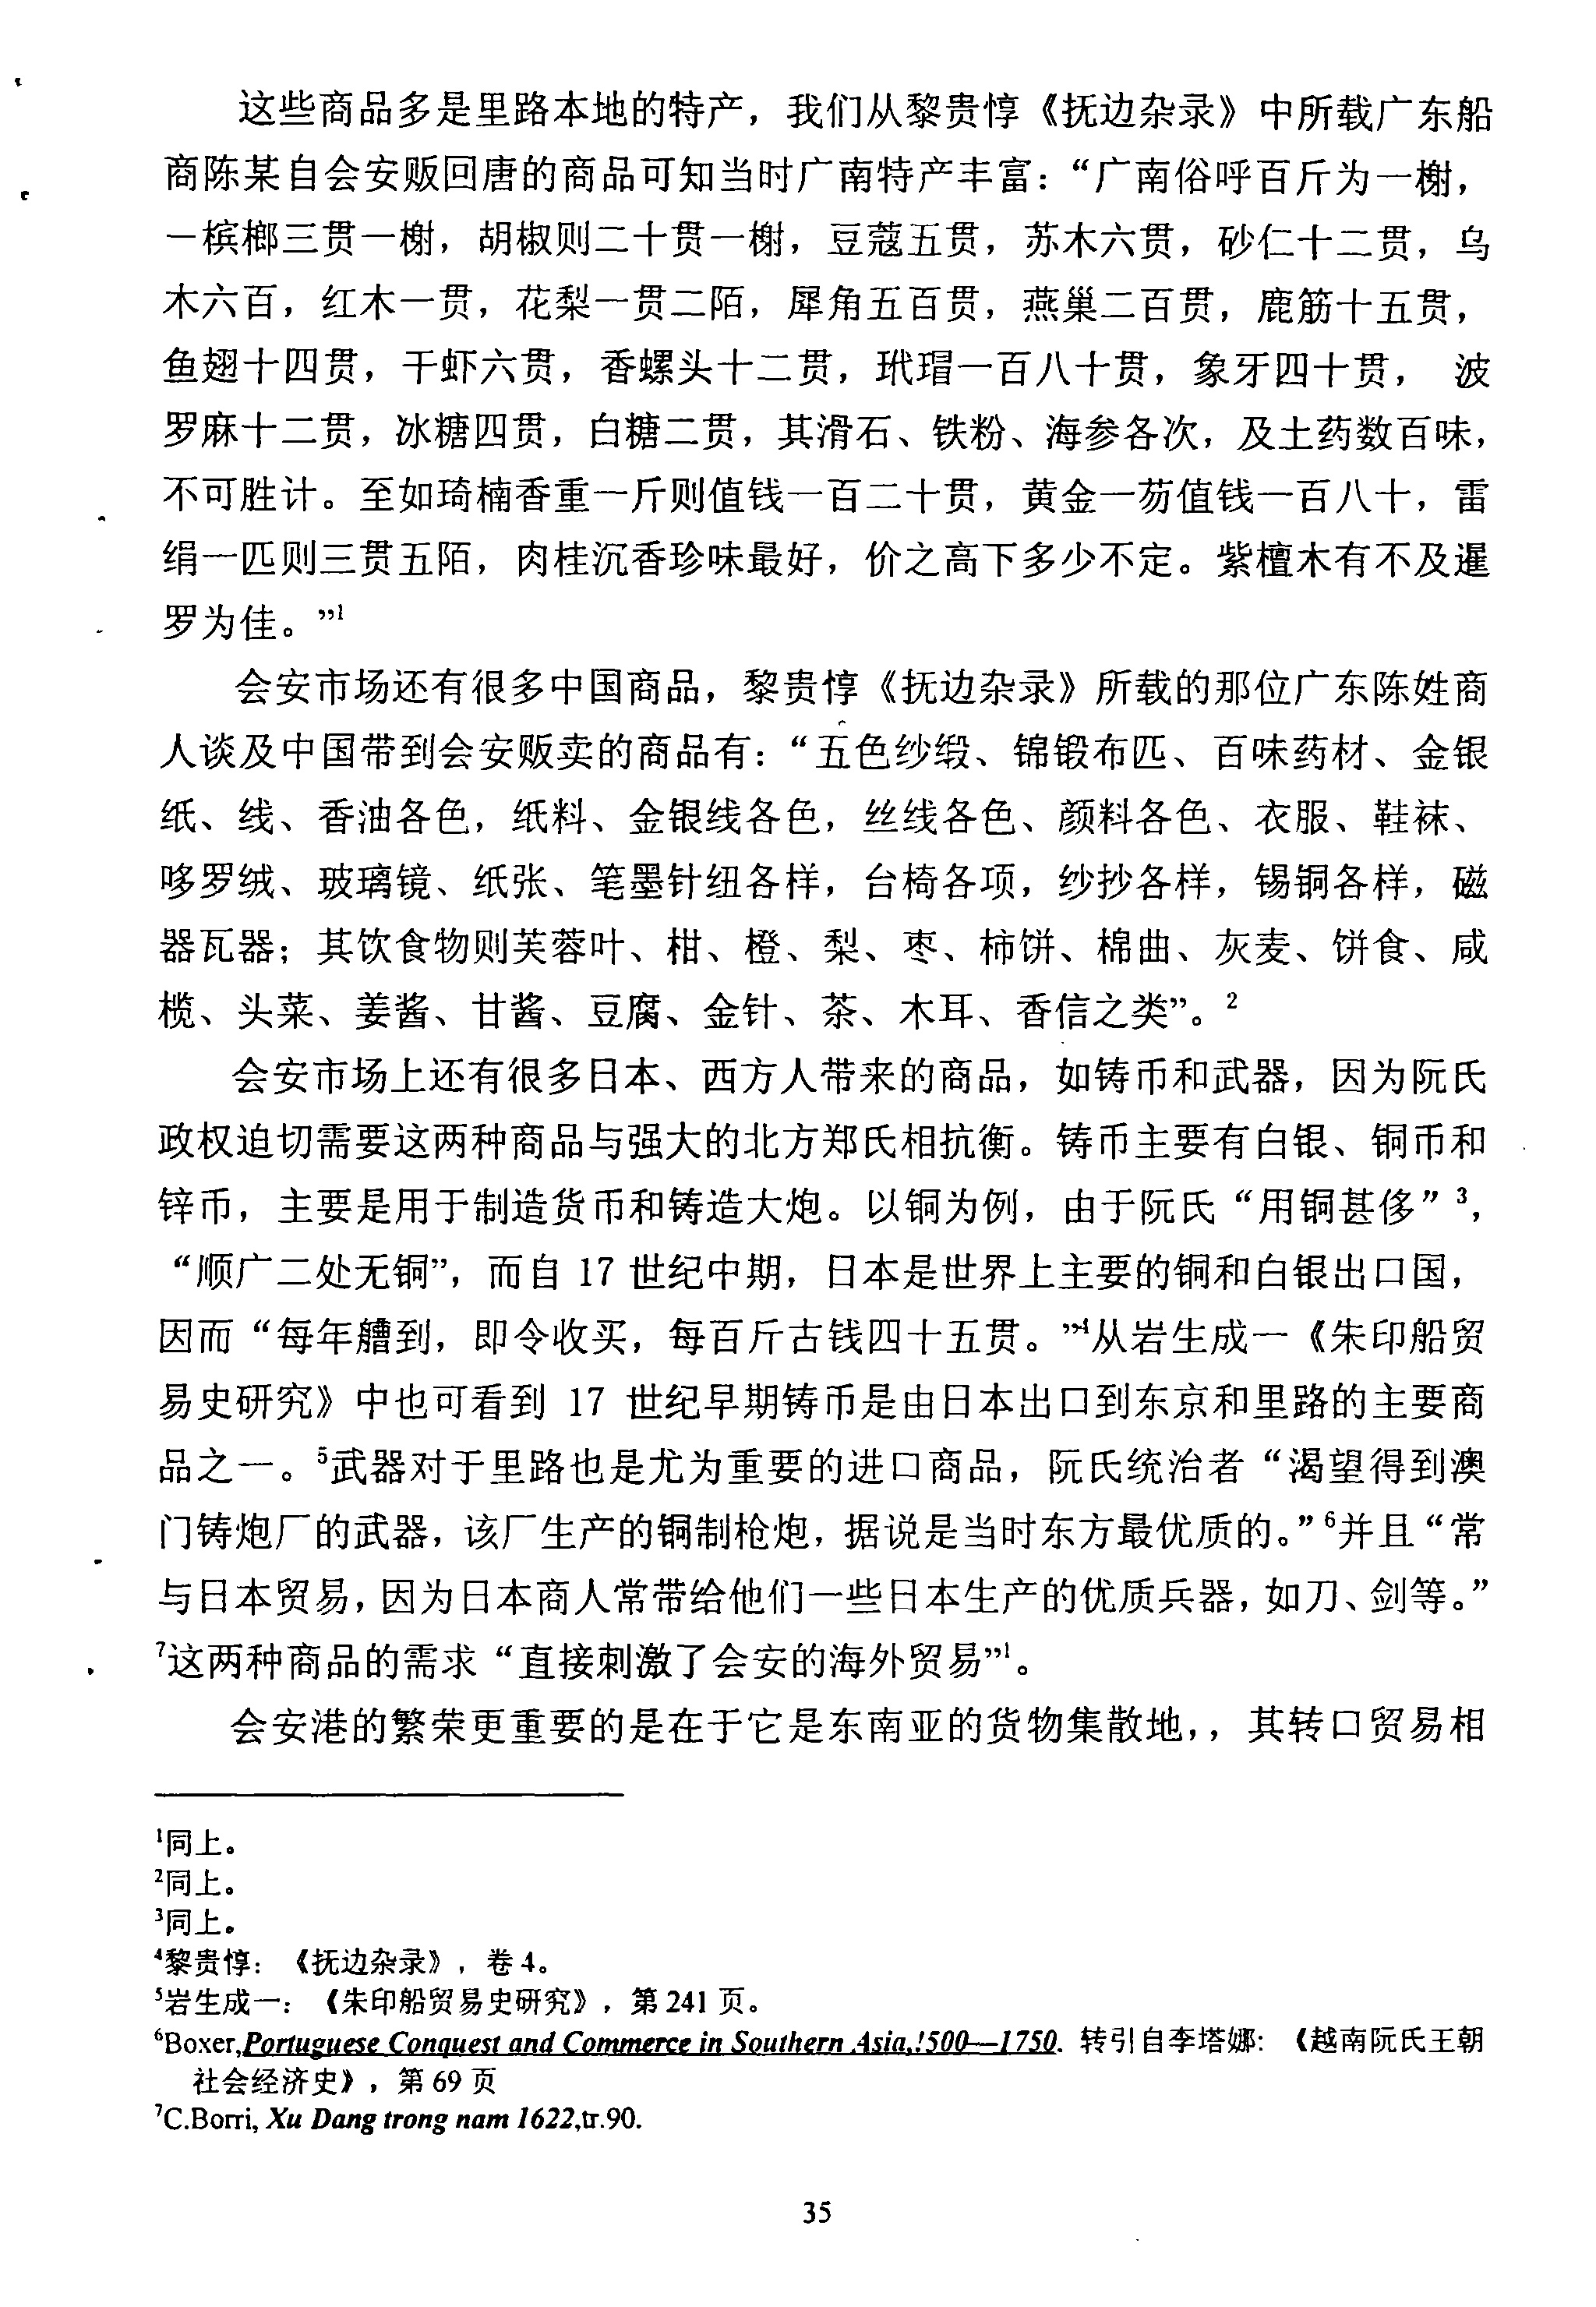 这些商品多是里路本地的特产，我们从黎贵惇《抚边杂录》中所载广东船
商陈某自会安贩回唐的商品可知当时广南特产丰富：“广南俗呼百斤为一榭，
一槟榔三贯一榭，胡椒则二十贯一榭，豆蔻五贯，苏木六贯，砂仁十二贯，乌
木六百，红木一贯，花梨一贯二陌，犀角五百贯，燕巢二百贯，鹿筋十五贯，
鱼翅十四贯，干虾六贯，香螺头十二贯，玳瑁一百八十贯，象牙四十贯， 波
罗麻十二贯，冰糖四贯，白糖二贯，其滑石、铁粉、海参各次，及土药数百味，
不可胜计。至如琦楠香重一斤则值钱一百二十贯，黄金一芴值钱一百八十，雷
绢一匹则三贯五陌，肉桂沉香珍味最好，价之高下多少不定。紫檀木有不及暹
罗为佳。”1
会安市场还有很多中国商品，黎贵惇《抚边杂录》所载的那位广东陈姓商
人谈及中国带到会安贩卖的商品有：“五色纱缎、锦锻布匹、百味药材、金银
纸、线、香油各色，纸料、金银线各色，丝线各色、颜料各色、衣服、鞋袜、
哆罗绒、玻璃镜、纸张、笔墨针纽各样，台椅各项，纱抄各样，锡铜各样，磁
器瓦器；其饮食物则芙蓉叶、柑、橙、梨、枣、柿饼、棉曲、灰麦、饼食、咸
榄、头菜、姜酱、甘酱、豆腐、金针、茶、木耳、香信之类”。2
会安市场上还有很多日本、西方人带来的商品，如铸币和武器，因为阮氏
政权迫切需要这两种商品与强大的北方郑氏相抗衡。铸币主要有白银、铜币和
锌币，主要是用于制造货币和铸造大炮。以铜为例，由于阮氏“用铜甚侈”3，
“顺广二处无铜”，而自 17 世纪中期，日本是世界上主要的铜和白银出口国，
因而“每年艚到，即令收买，每百斤古钱四十五贯。”4从岩生成一《朱印船贸
易史研究》中也可看到 17 世纪早期铸币是由日本出口到东京和里路的主要商
品之一。5武器对于里路也是尤为重要的进口商品，阮氏统治者“渴望得到澳
门铸炮厂的武器，该厂生产的铜制枪炮，据说是当时东方最优质的。”6并且“常
与日本贸易，因为日本商人常带给他们一些日本生产的优质兵器，如刀、剑等。”
7这两种商品的需求“直接刺激了会安的海外贸易”1。
会安港的繁荣更重要的是在于它是东南亚的货物集散地，，其转口贸易相
1同上。
2同上。
3同上。
4黎贵惇：《抚边杂录》，卷 4。
5岩生成一：《朱印船贸易史研究》，第 241 页。
6Boxer,Portuguese Conquest and Commerce in Southern Asia,!500—1750. 转引自李塔娜：《越南阮氏王朝
社会经济史》，第 69 页
7C.Borri, Xu Dang trong nam 1622,tr.90.
35